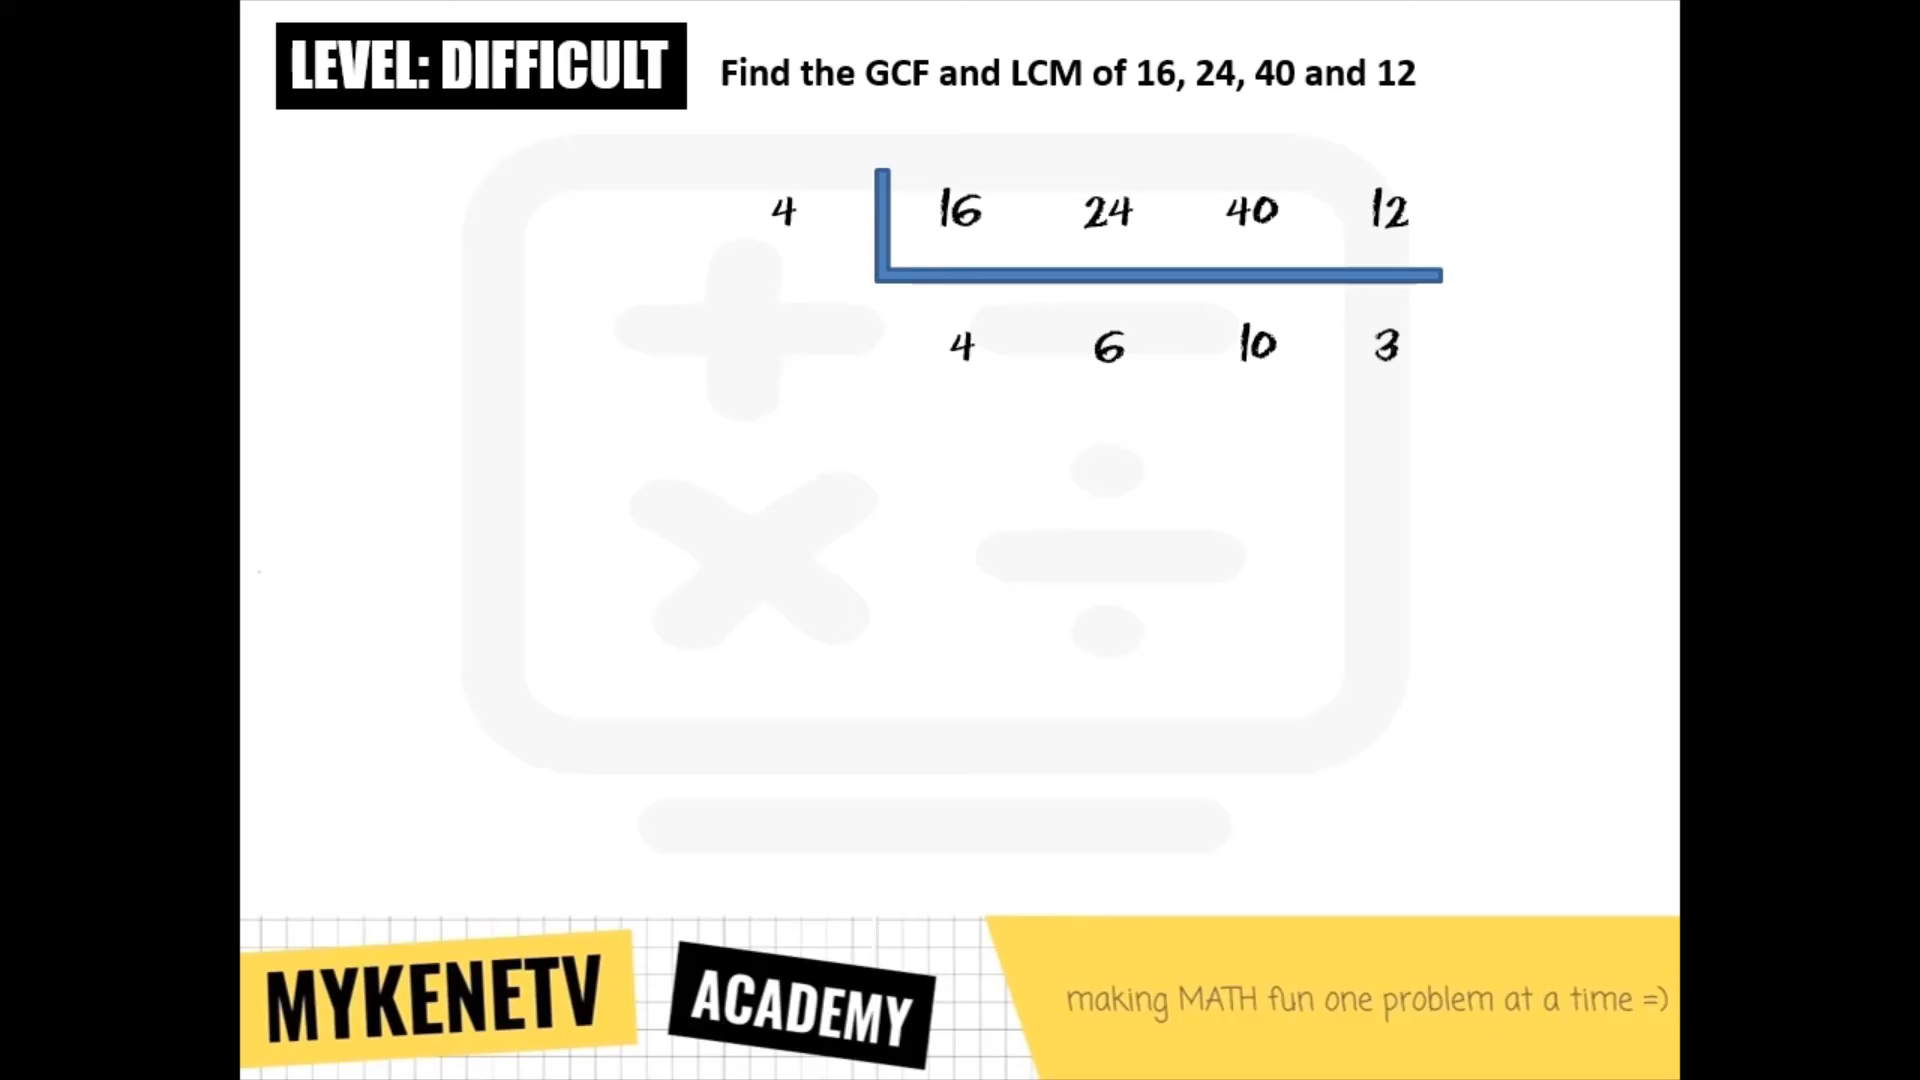 LEVEL: DIFFICULT
Find the GCF and LCM of 16, 24, 40 and 12
4 16 24 40 12
4 6 10 3
MYKENETV
ACADEMY
making MATH fun one problem at a time =)